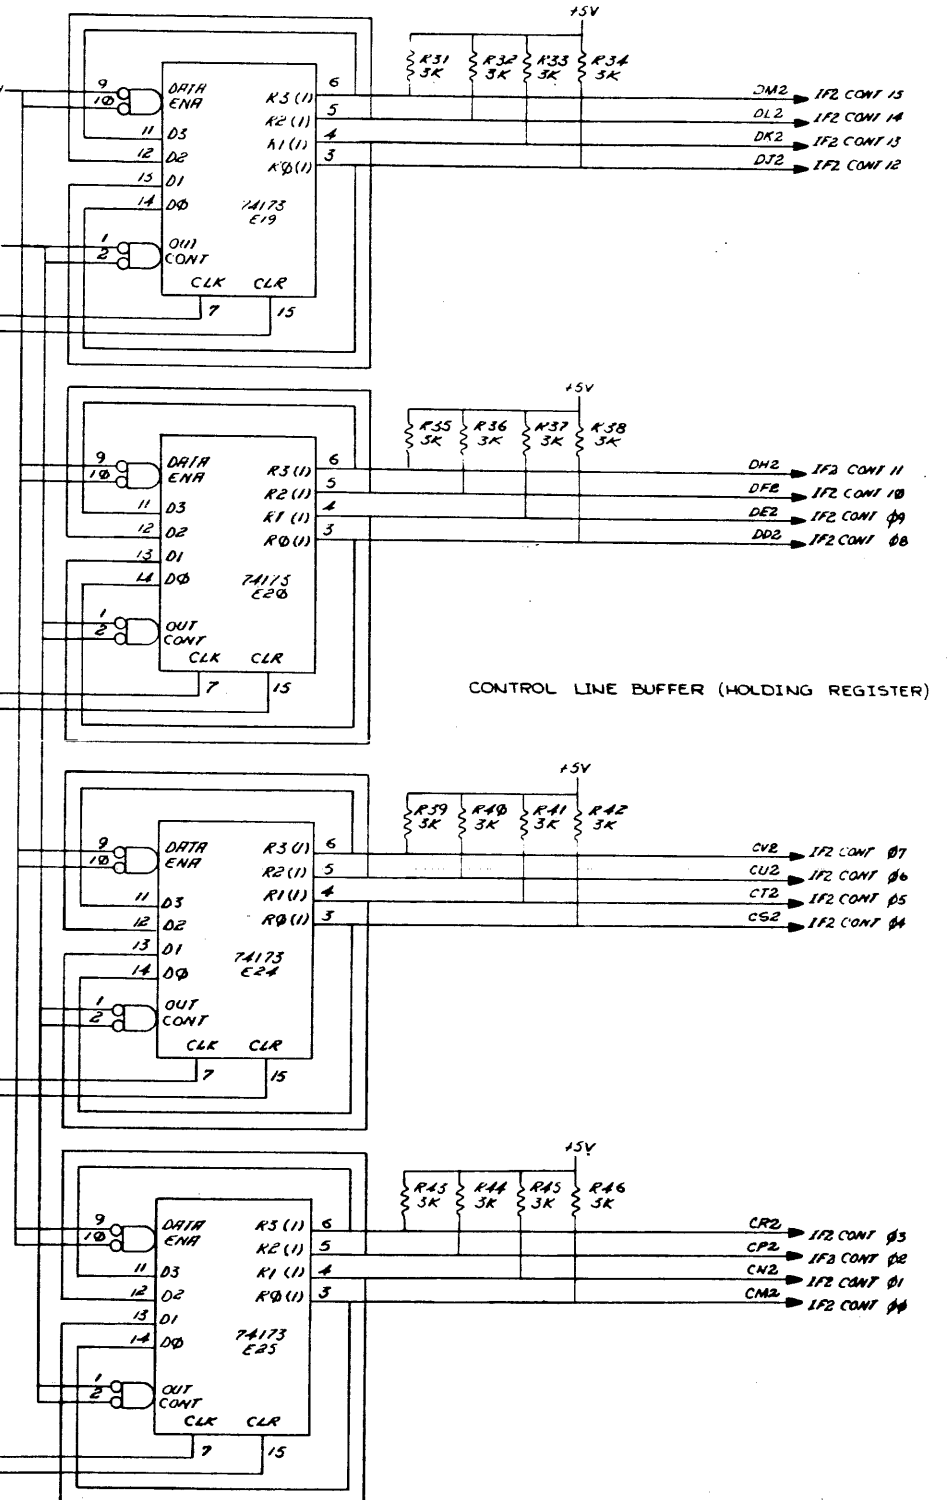 +5V
R31 R32 R33 R34
3K 3K 3K 3K
9 DATA
10 ENA
6 R3(1) DM2 IF2 CONT 15
5 R2(1) DL2 IF2 CONT 14
11 D3
4 R1(1) DK2 IF2 CONT 13
12 D2
3 RØ(1) DJ2 IF2 CONT 12
13 D1
14 DØ
74173
E19
1 OUT
2 CONT
CLK CLR
7 15
+5V
R35 R36 R37 R38
3K 3K 3K 3K
9 DATA
1Ø ENA
R3(1) 6 DH2 IF2 CONT 11
R2(1) 5 DF2 IF2 CONT 1Ø
11 D3
R1(1) 4 DE2 IF2 CONT Ø9
12 D2
RØ(1) 3 DD2 IF2 CONT Ø8
13 D1
14 DØ
74173
E2Ø
1 OUT
2 CONT
CLK CLR
7 15
CONTROL LINE BUFFER (HOLDING REGISTER)
+5V
R39 R4Ø R41 R42
3K 3K 3K 3K
9 DATA
1Ø ENA
R3(1) 6 CV2 IF2 CONT Ø7
R2(1) 5 CU2 IF2 CONT Ø6
11 D3
R1(1) 4 CT2 IF2 CONT Ø5
12 D2
RØ(1) 3 CS2 IF2 CONT Ø4
13 D1
14 DØ
74173
E24
1 OUT
2 CONT
CLK CLR
7 15
+5V
R43 R44 R45 R46
3K 3K 3K 3K
9 DATA
1Ø ENA
R3(1) 6 CR2 IF2 CONT Ø3
R2(1) 5 CP2 IF2 CONT Ø2
11 D3
R1(1) 4 CN2 IF2 CONT Ø1
12 D2
RØ(1) 3 CM2 IF2 CONT ØØ
13 D1
14 DØ
74173
E25
1 OUT
2 CONT
CLK CLR
7 15